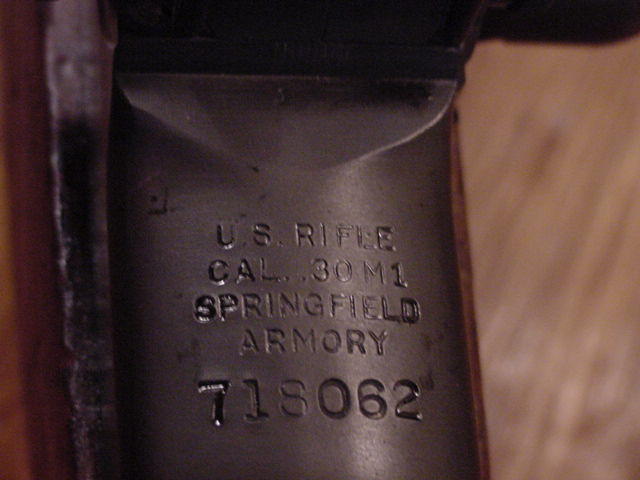 U.S. RIFLE
CAL. .30 M1
SPRINGFIELD
ARMORY
718062